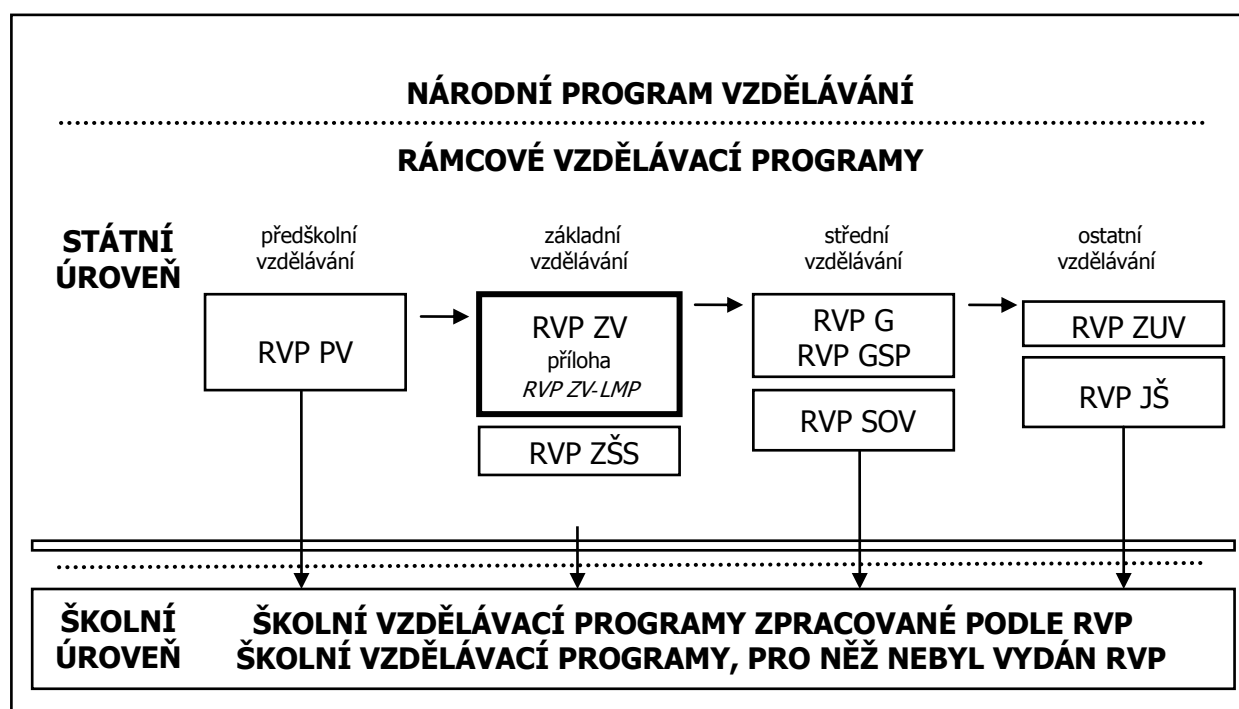 NÁRODNÍ PROGRAM VZDĚLÁVÁNÍ
RÁMCOVÉ VZDĚLÁVACÍ PROGRAMY
STÁTNÍ
ÚROVEŇ
předškolní
vzdělávání
základní
vzdělávání
střední
vzdělávání
ostatní
vzdělávání
RVP PV
RVP ZV
příloha
RVP ZV-LMP
RVP ZŠS
RVP G
RVP GSP
RVP SOV
RVP ZUV
RVP JŠ
ŠKOLNÍ
ÚROVEŇ
ŠKOLNÍ VZDĚLÁVACÍ PROGRAMY ZPRACOVANÉ PODLE RVP
ŠKOLNÍ VZDĚLÁVACÍ PROGRAMY, PRO NĚŽ NEBYL VYDÁN RVP